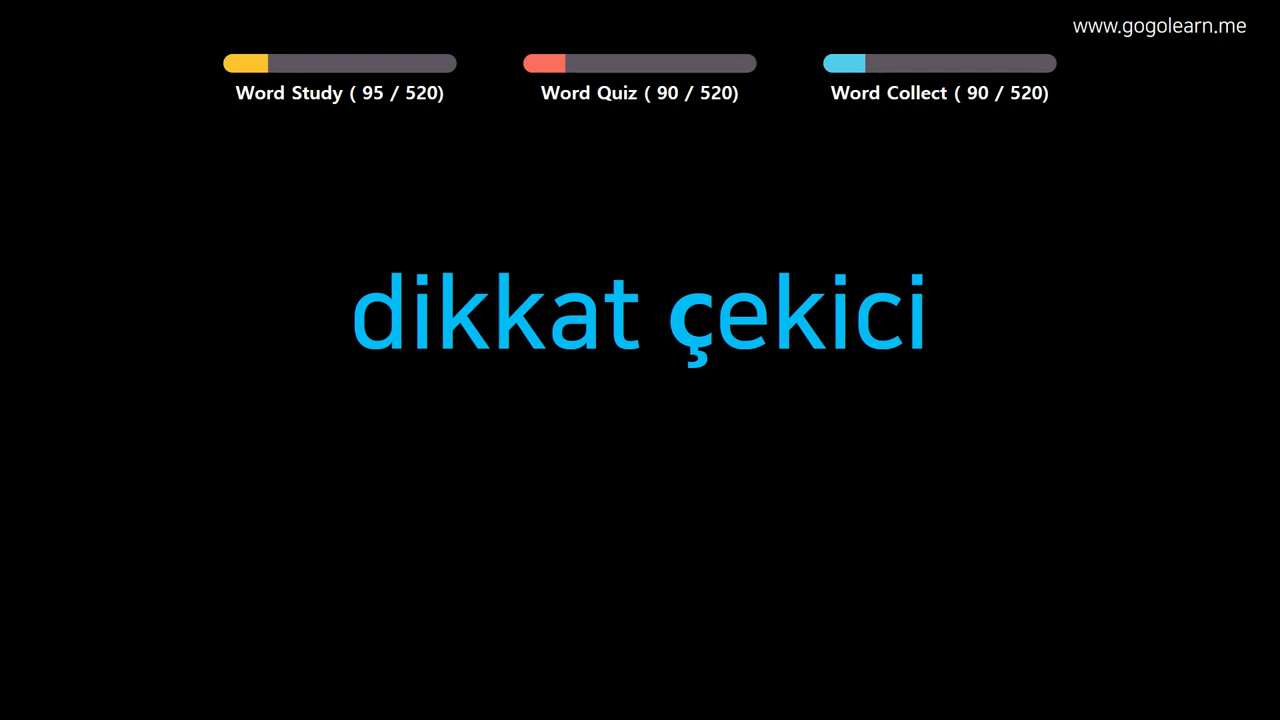 www.gogolearn.me
Word Study ( 95 / 520)
Word Quiz ( 90 / 520)
Word Collect ( 90 / 520)
dikkat çekici